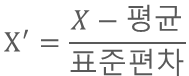 X′ = (X − 평균) / 표준편차